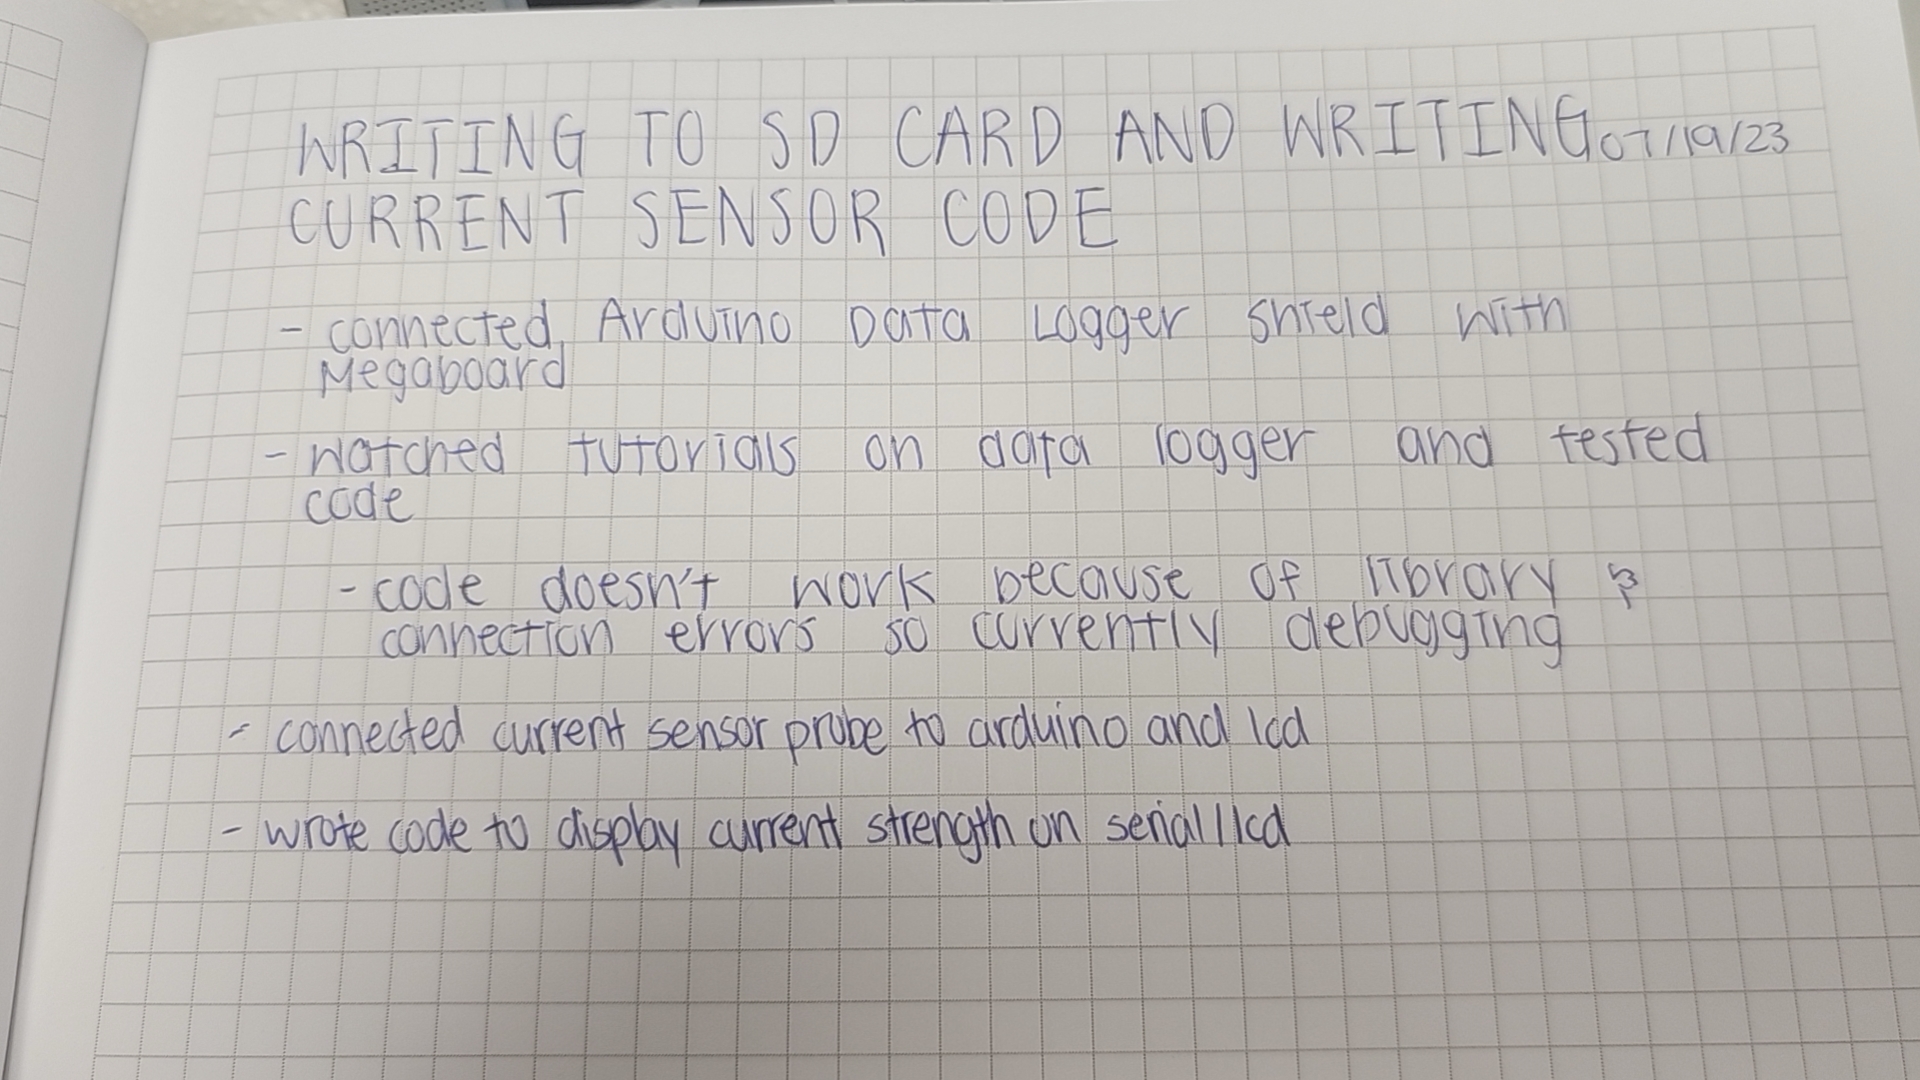 WRITING TO SD CARD AND WRITING 07/19/23
CURRENT SENSOR CODE
- connected Arduino Data Logger shield with
Megaboard
- watched tutorials on data logger and tested
code
- code doesn't work because of library &
connection errors so currently debugging
- connected current sensor probe to arduino and lcd
- wrote code to display current strength on serial/lcd